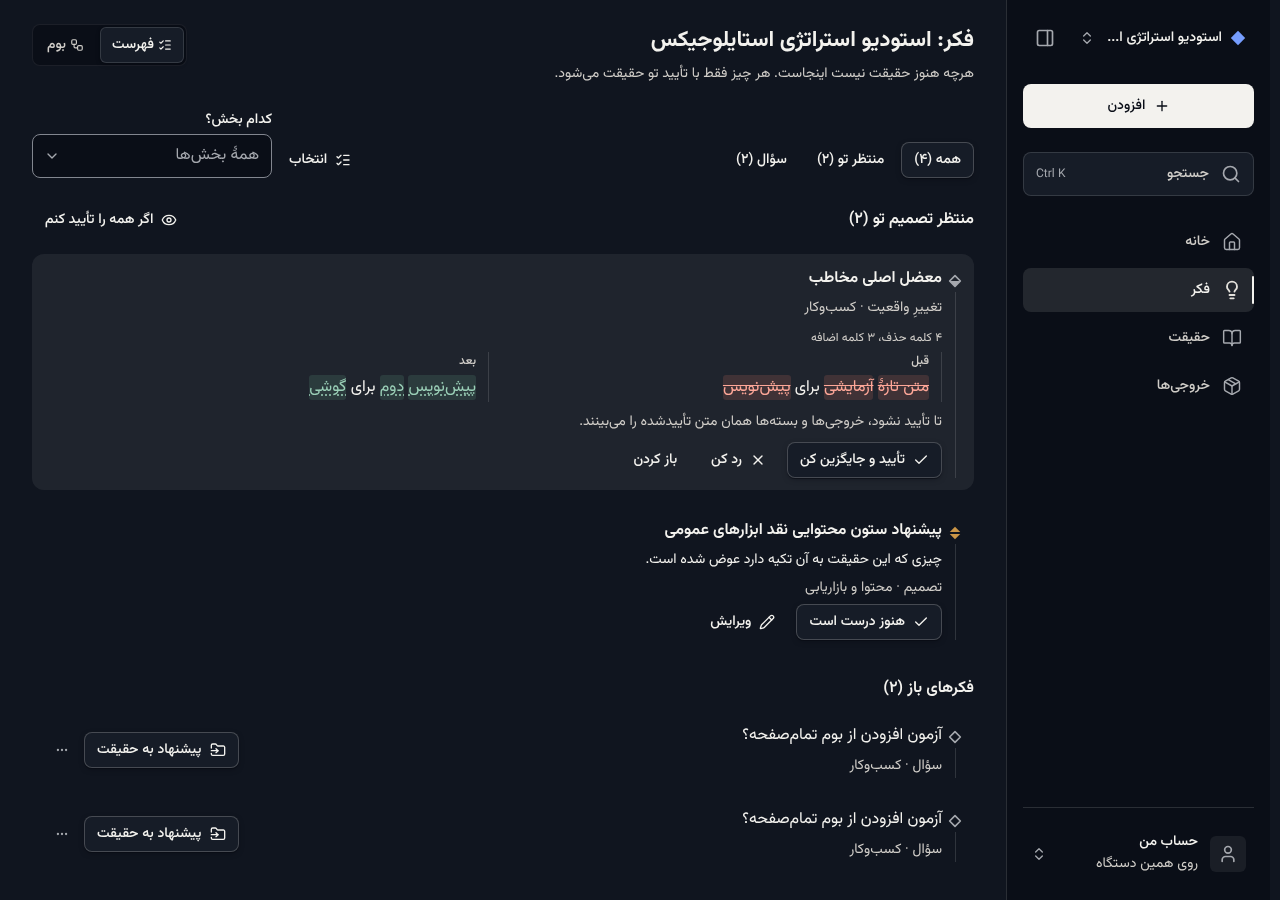 استودیو استراتژی ا...
افزودن
جستجو
Ctrl K
خانه
فکر
حقیقت
خروجی‌ها
حساب من
روی همین دستگاه
فکر: استودیو استراتژی استایلوجیکس
هرچه هنوز حقیقت نیست اینجاست. هر چیز فقط با تأیید تو حقیقت می‌شود.
فهرست
بوم
همه (۴)
منتظر تو (۲)
سؤال (۲)
انتخاب
کدام بخش؟
همهٔ بخش‌ها
منتظر تصمیم تو (۲)
اگر همه را تأیید کنم
معضل اصلی مخاطب
تغییرِ واقعیت · کسب‌وکار
۴ کلمه حذف، ۳ کلمه اضافه
قبل
متن تازهٔ آزمایشی برای پیش‌نویس
بعد
پیش‌نویس دوم برای گوشی
تا تأیید نشود، خروجی‌ها و بسته‌ها همان متن تأییدشده را می‌بینند.
تأیید و جایگزین کن
رد کن
باز کردن
پیشنهاد ستون محتوایی نقد ابزارهای عمومی
چیزی که این حقیقت به آن تکیه دارد عوض شده است.
تصمیم · محتوا و بازاریابی
هنوز درست است
ویرایش
فکرهای باز (۲)
آزمون افزودن از بوم تمام‌صفحه؟
سؤال · کسب‌وکار
پیشنهاد به حقیقت
آزمون افزودن از بوم تمام‌صفحه؟
سؤال · کسب‌وکار
پیشنهاد به حقیقت